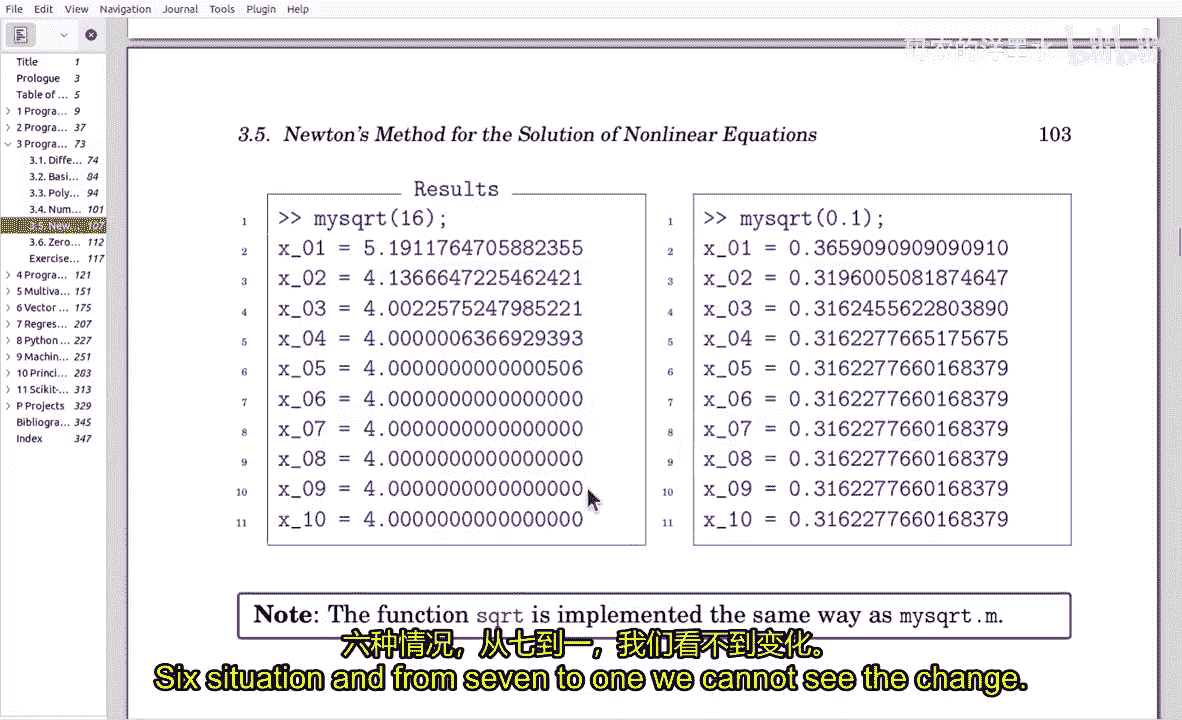 File Edit View Navigation Journal Tools Plugin Help
Title 1
Prologue 3
Table of ... 5
1 Progra... 9
2 Progra... 37
3 Progra... 73
3.1. Diffe... 74
3.2. Basi... 84
3.3. Poly... 94
3.4. Num... 101
3.6. Zero... 112
Exercise... 117
4 Progra... 121
5 Multiva... 151
6 Vector ... 175
7 Regres... 207
8 Python ... 227
9 Machin... 251
10 Princi... 283
11 Scikit-... 313
P Projects 329
Bibliogra... 345
Index 347
3.5. Newton's Method for the Solution of Nonlinear Equations 103
Results
1 >> mysqrt(16);
2 x_01 = 5.1911764705882355
3 x_02 = 4.1366647225462421
4 x_03 = 4.0022575247985221
5 x_04 = 4.0000006366929393
6 x_05 = 4.0000000000000506
7 x_06 = 4.0000000000000000
8 x_07 = 4.0000000000000000
9 x_08 = 4.0000000000000000
10 x_09 = 4.0000000000000000
11 x_10 = 4.0000000000000000
1 >> mysqrt(0.1);
2 x_01 = 0.3659090909090910
3 x_02 = 0.3196005081874647
4 x_03 = 0.3162455622803890
5 x_04 = 0.3162277665175675
6 x_05 = 0.3162277660168379
7 x_06 = 0.3162277660168379
8 x_07 = 0.3162277660168379
9 x_08 = 0.3162277660168379
10 x_09 = 0.3162277660168379
11 x_10 = 0.3162277660168379
Note: The function sqrt is implemented the same way as mysqrt.m.
六种情况，从七到一，我们看不到变化。
Six situation and from seven to one we cannot see the change.